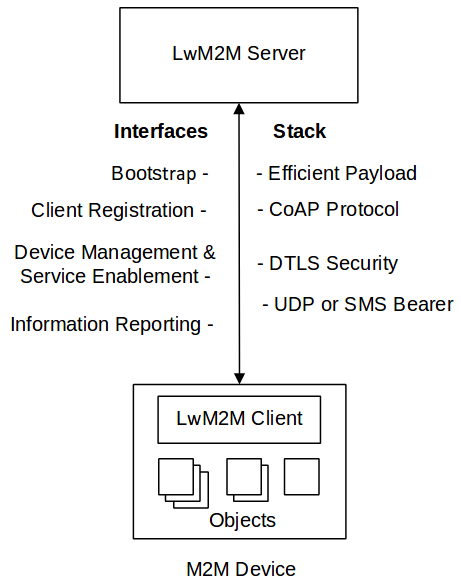 LwM2M Server
Interfaces
Stack
Bootstrap -
- Efficient Payload
Client Registration -
- CoAP Protocol
Device Management &
Service Enablement -
- DTLS Security
- UDP or SMS Bearer
Information Reporting -
LwM2M Client
Objects
M2M Device